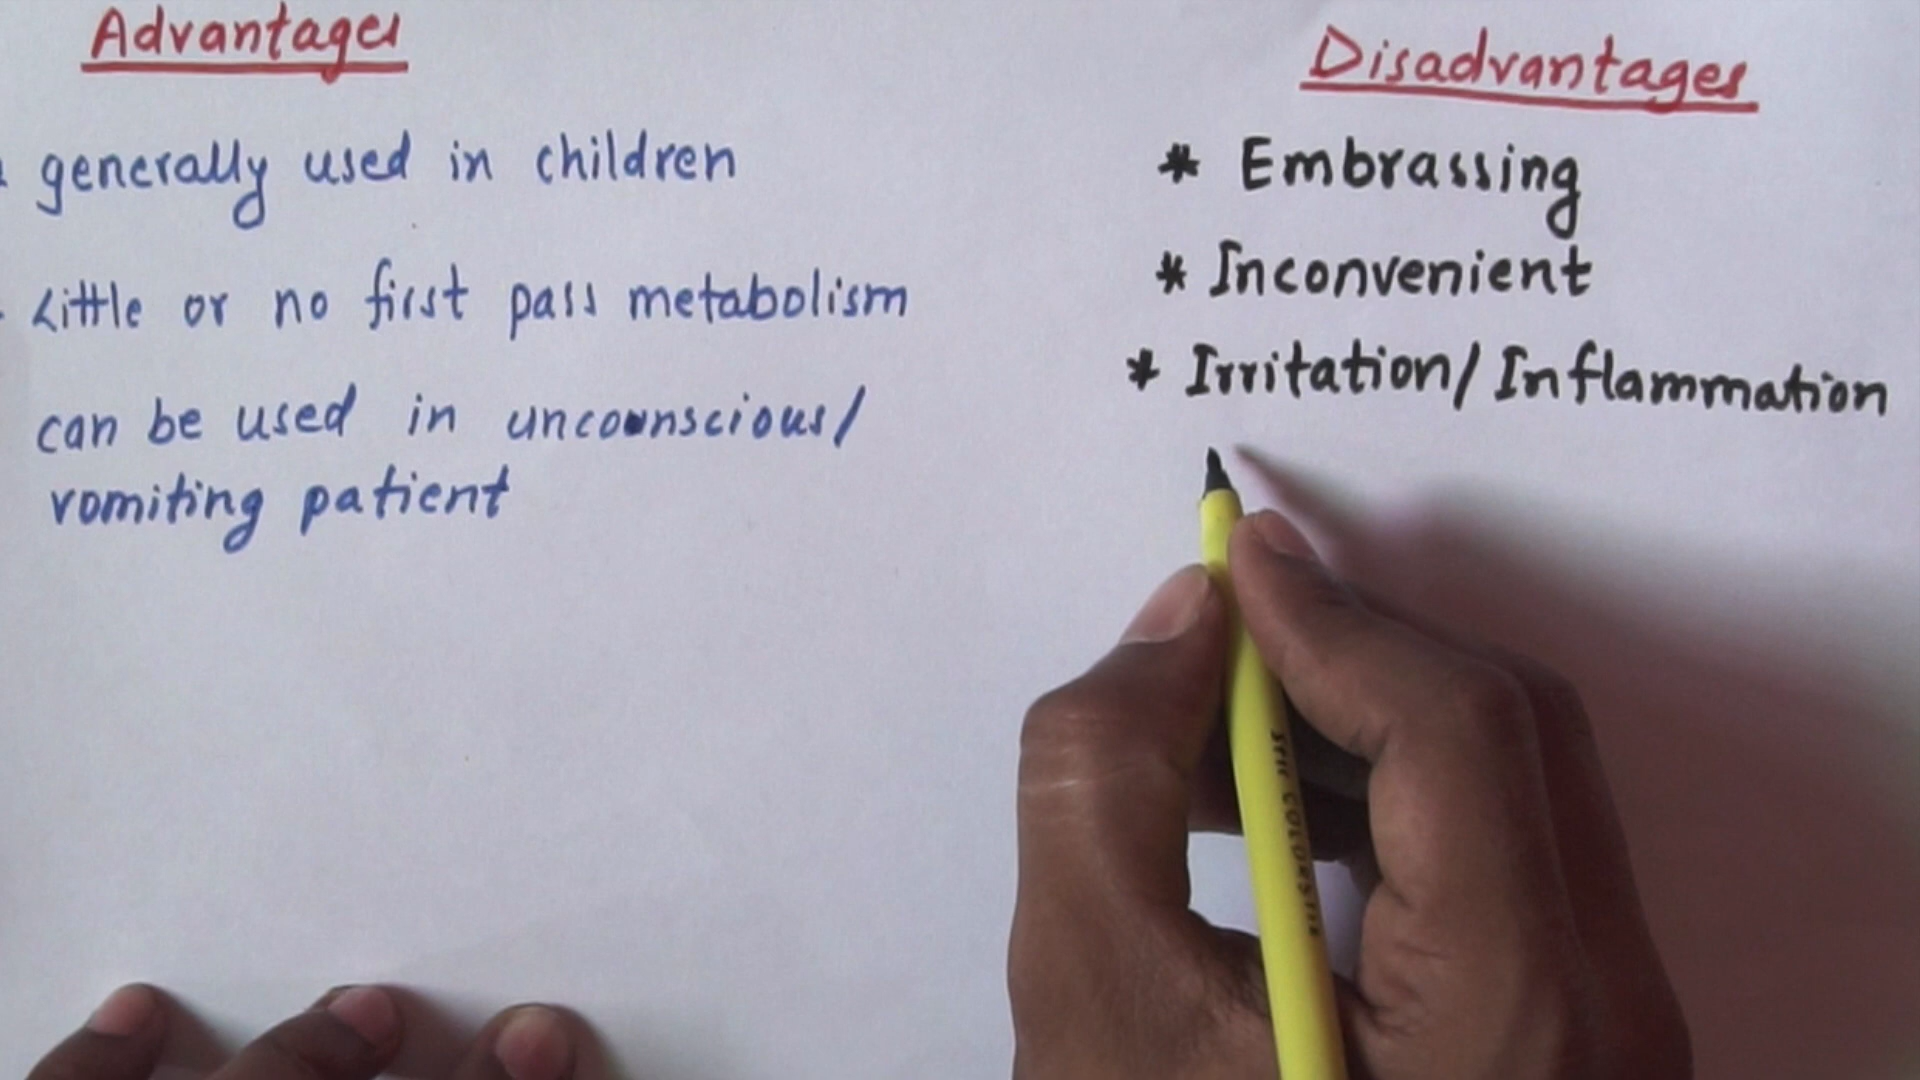 Advantages
generally used in children
Little or no first pass metabolism
can be used in unconscious/
vomiting patient
Disadvantages
* Embrassing
* Inconvenient
* Irritation/Inflammation